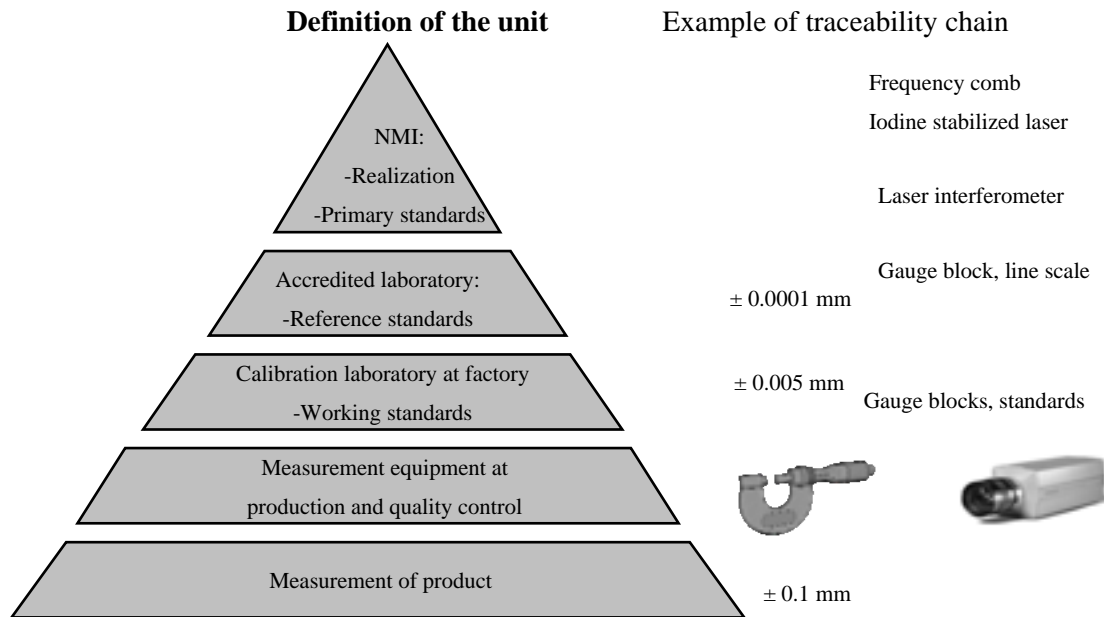 Definition of the unit
Example of traceability chain
NMI:
-Realization
-Primary standards
Frequency comb
Iodine stabilized laser
Laser interferometer
Accredited laboratory:
-Reference standards
Gauge block, line scale
± 0.0001 mm
Calibration laboratory at factory
-Working standards
± 0.005 mm
Gauge blocks, standards
Measurement equipment at
production and quality control
Measurement of product
± 0.1 mm